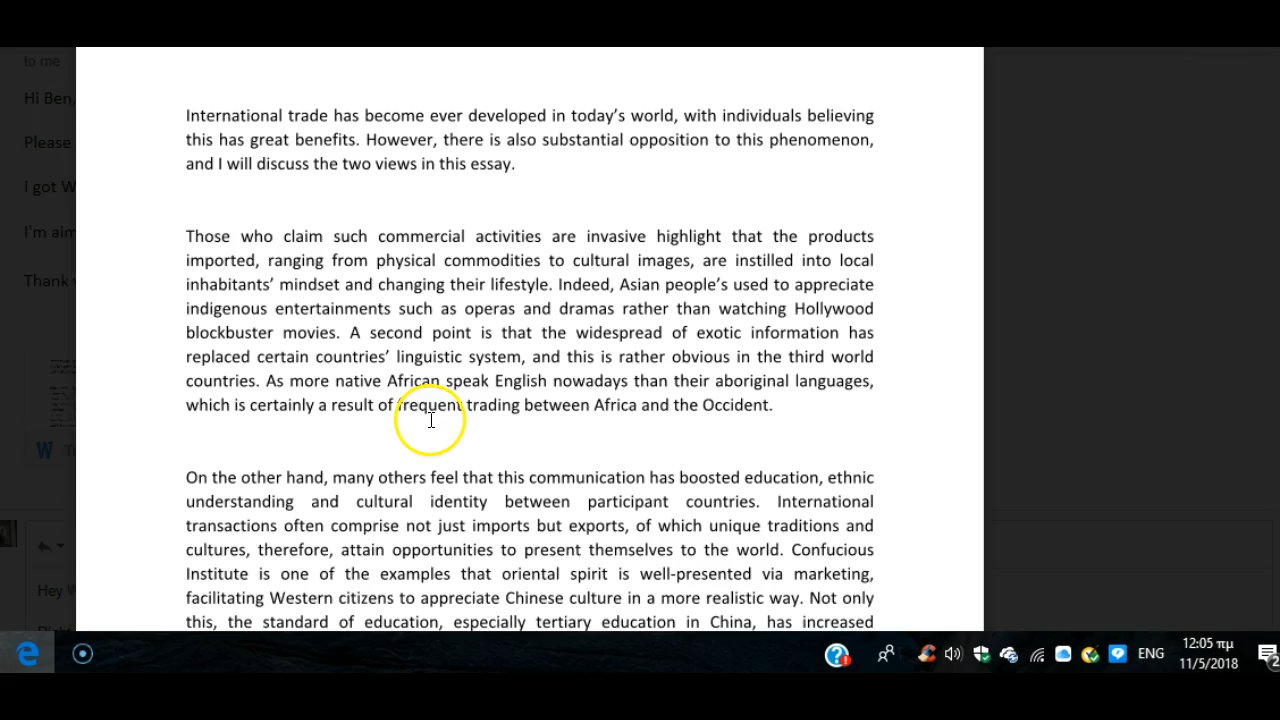 to me
Hi Ben,
Please
I got W
I'm aim
Thank
International trade has become ever developed in today's world, with individuals believing
this has great benefits. However, there is also substantial opposition to this phenomenon,
and I will discuss the two views in this essay.
Those who claim such commercial activities are invasive highlight that the products
imported, ranging from physical commodities to cultural images, are instilled into local
inhabitants' mindset and changing their lifestyle. Indeed, Asian people's used to appreciate
indigenous entertainments such as operas and dramas rather than watching Hollywood
blockbuster movies. A second point is that the widespread of exotic information has
replaced certain countries' linguistic system, and this is rather obvious in the third world
countries. As more native African speak English nowadays than their aboriginal languages,
which is certainly a result of frequent trading between Africa and the Occident.
On the other hand, many others feel that this communication has boosted education, ethnic
understanding and cultural identity between participant countries. International
transactions often comprise not just imports but exports, of which unique traditions and
cultures, therefore, attain opportunities to present themselves to the world. Confucious
Institute is one of the examples that oriental spirit is well-presented via marketing,
facilitating Western citizens to appreciate Chinese culture in a more realistic way. Not only
this, the standard of education, especially tertiary education in China, has increased
Hey
ENG
12:05 πμ
11/5/2018
2